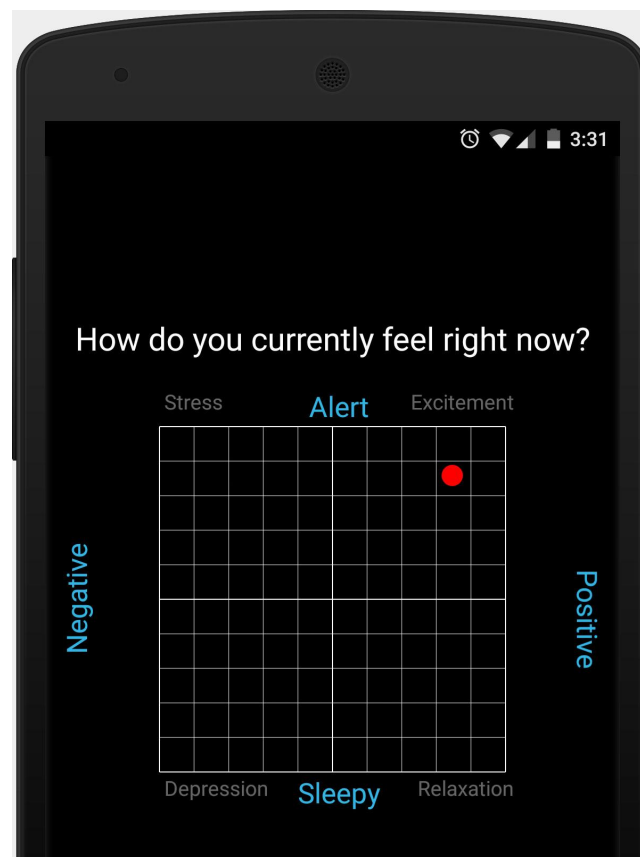 3:31
How do you currently feel right now?
Stress Alert Excitement
Negative
Positive
Depression Sleepy Relaxation